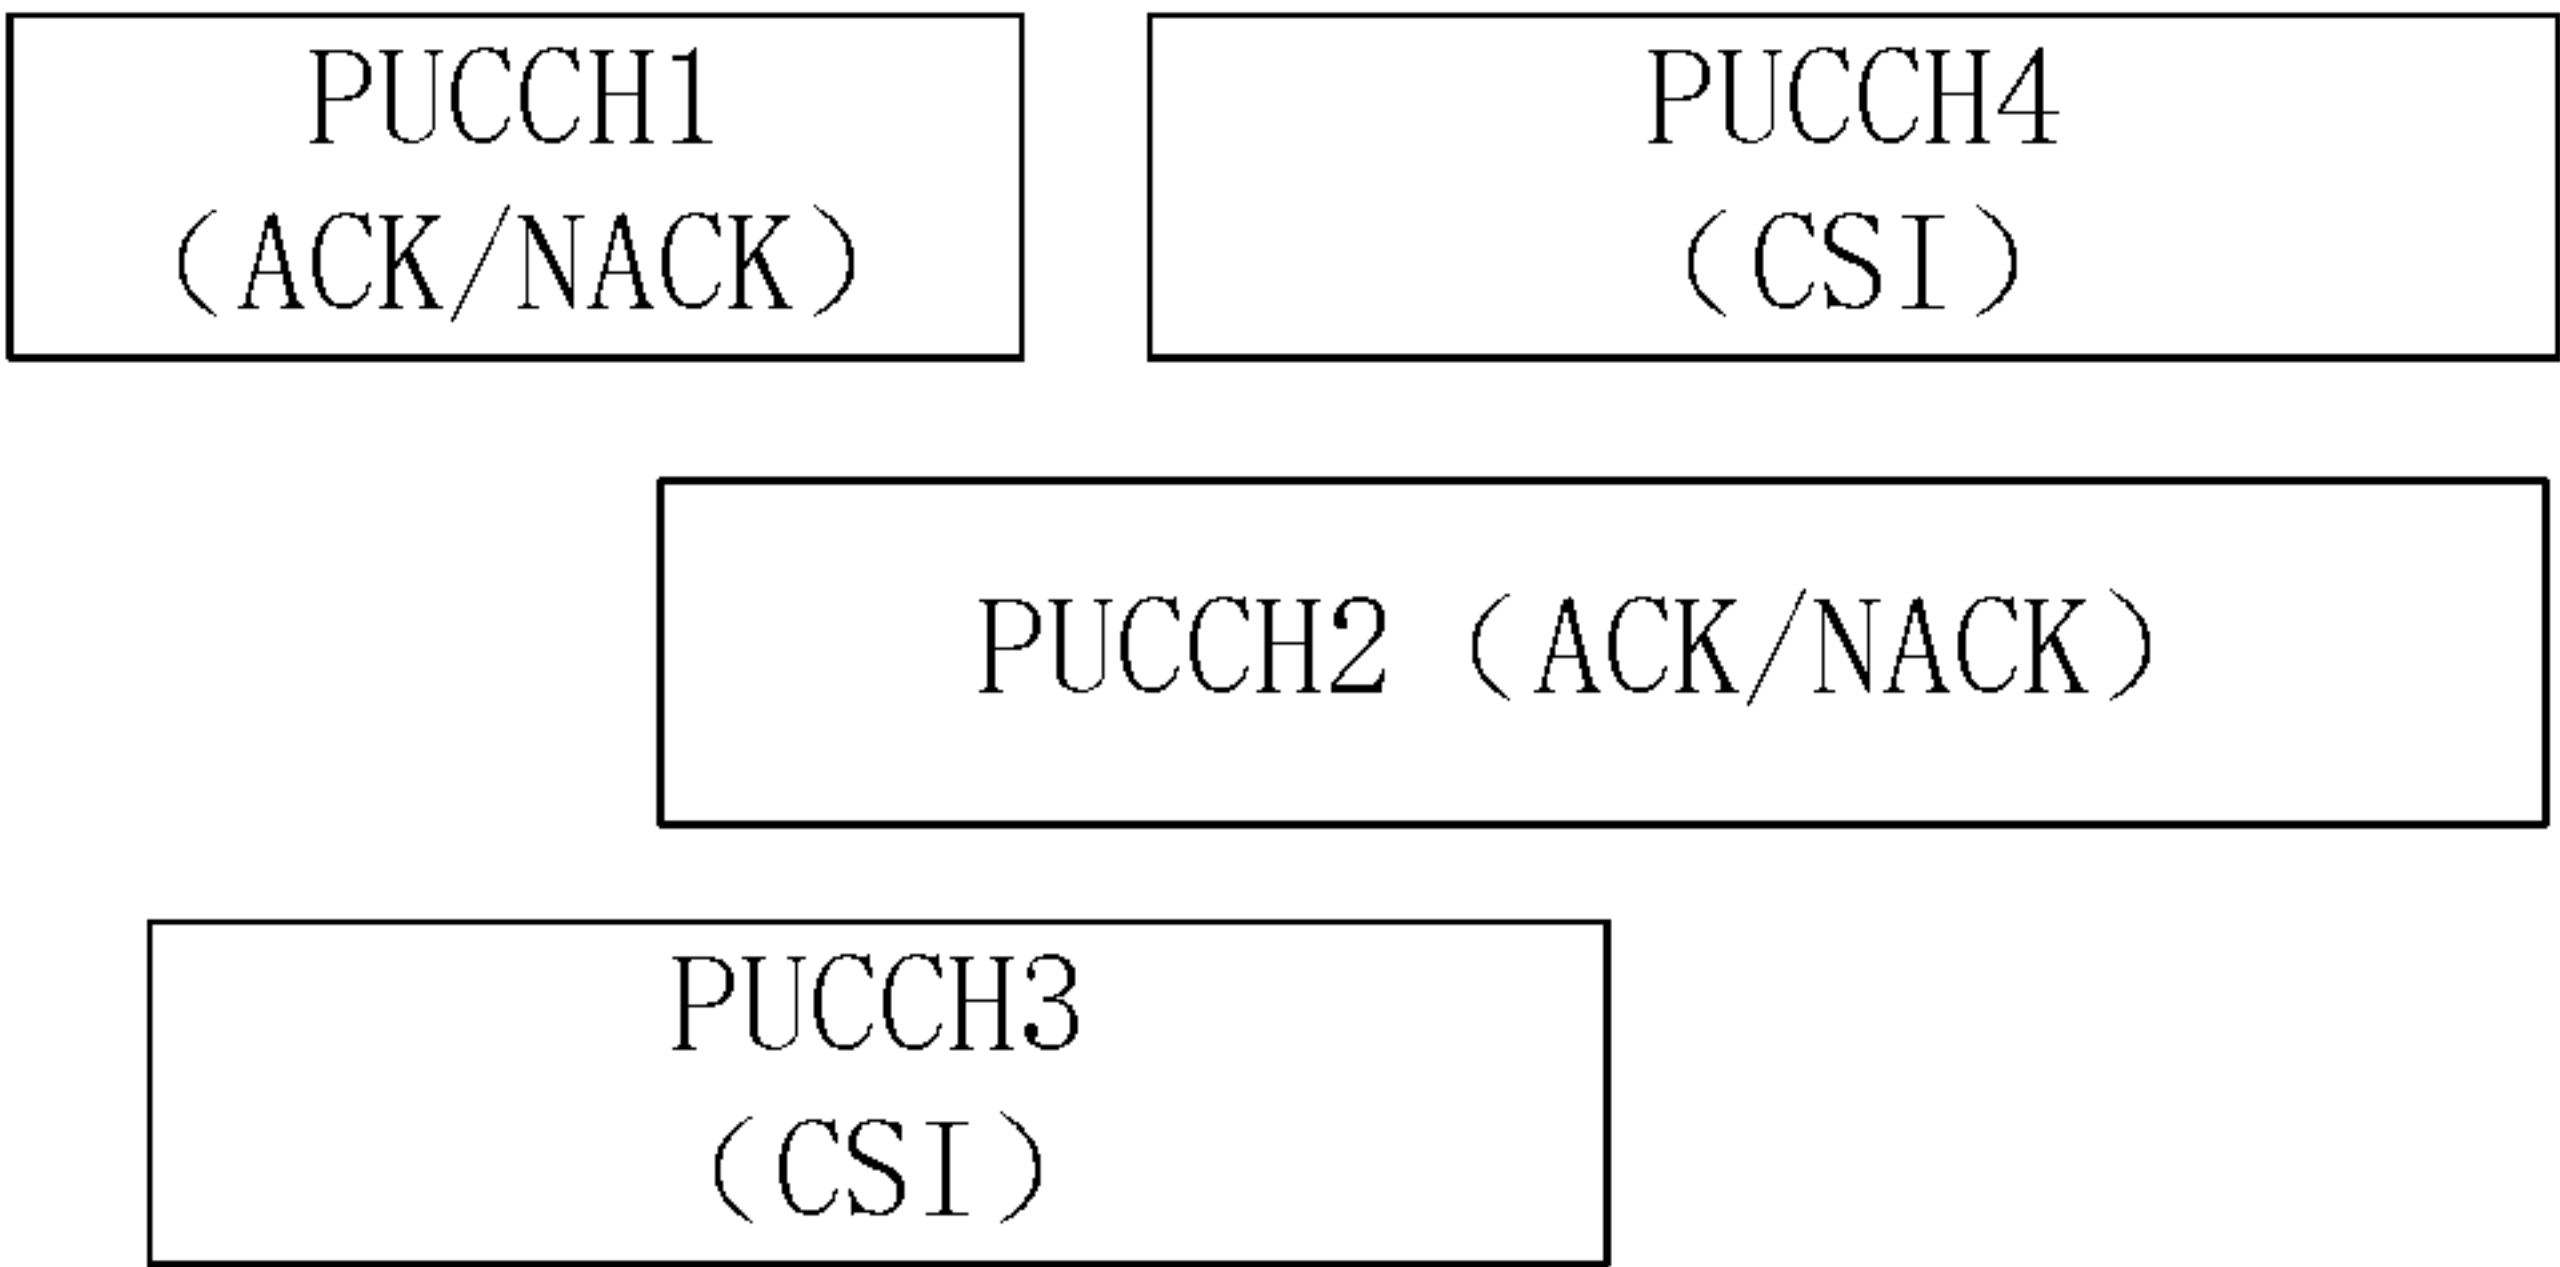 PUCCH1
（ACK/NACK）
PUCCH4
（CSI）
PUCCH2（ACK/NACK）
PUCCH3
（CSI）